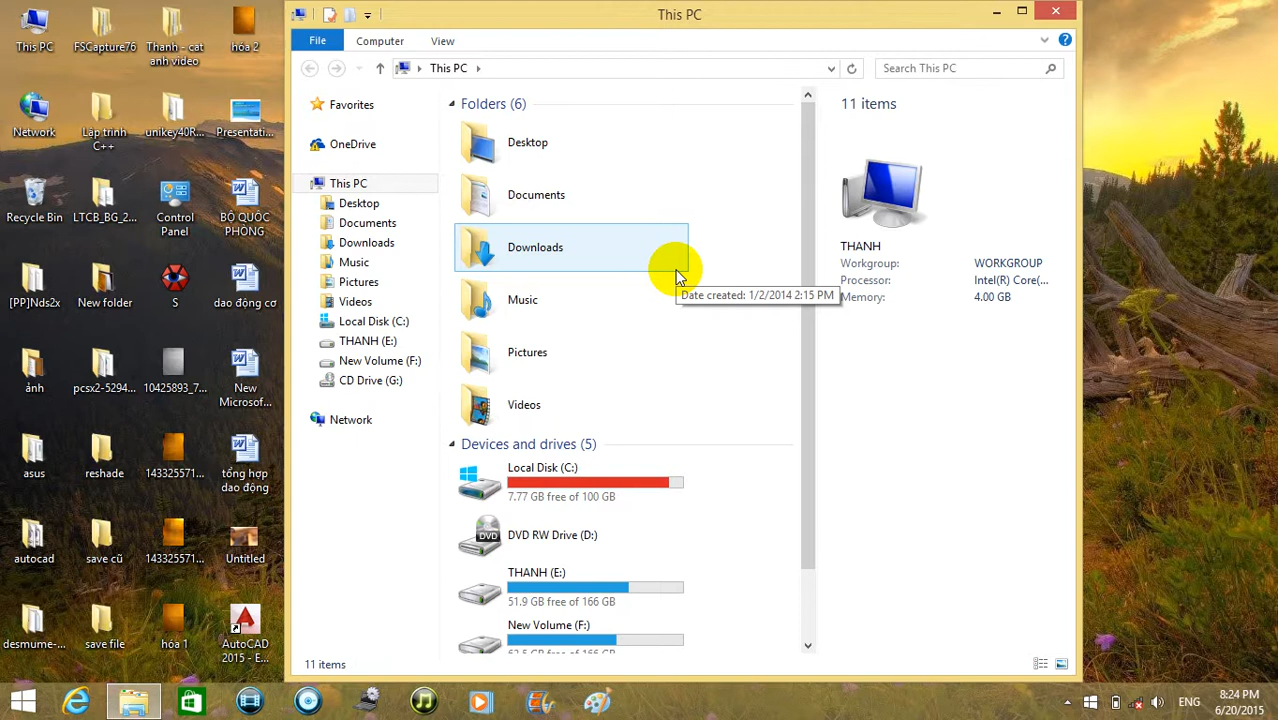 This PC
FSCapture76
Thanh - cat
anh video
hóa 2
Network
Lập trình
C++
unikey40R...
Presentati...
Recycle Bin
LTCB_BG_2...
Control
Panel
BỘ QUỐC
PHÒNG
[PP]Nds2x
New folder
S
dao động cơ
ảnh
pcsx2-5294...
10425893_7...
New
Microsof...
asus
reshade
143325571...
tổng hợp
dao động
autocad
save cũ
143325571...
Untitled
desmume-...
save file
hóa 1
AutoCAD
2015 - E...
This PC
File
Computer
View
This PC
Search This PC
Favorites
OneDrive
This PC
Desktop
Documents
Downloads
Music
Pictures
Videos
Local Disk (C:)
THANH (E:)
New Volume (F:)
CD Drive (G:)
Network
Folders (6)
Desktop
Documents
Downloads
Date created: 1/2/2014 2:15 PM
Music
Pictures
Videos
Devices and drives (5)
Local Disk (C:)
7.77 GB free of 100 GB
DVD
DVD RW Drive (D:)
THANH (E:)
51.9 GB free of 166 GB
New Volume (F:)
11 items
THANH
Workgroup: WORKGROUP
Processor: Intel(R) Core(...
Memory: 4.00 GB
11 items
ENG
8:24 PM
6/20/2015